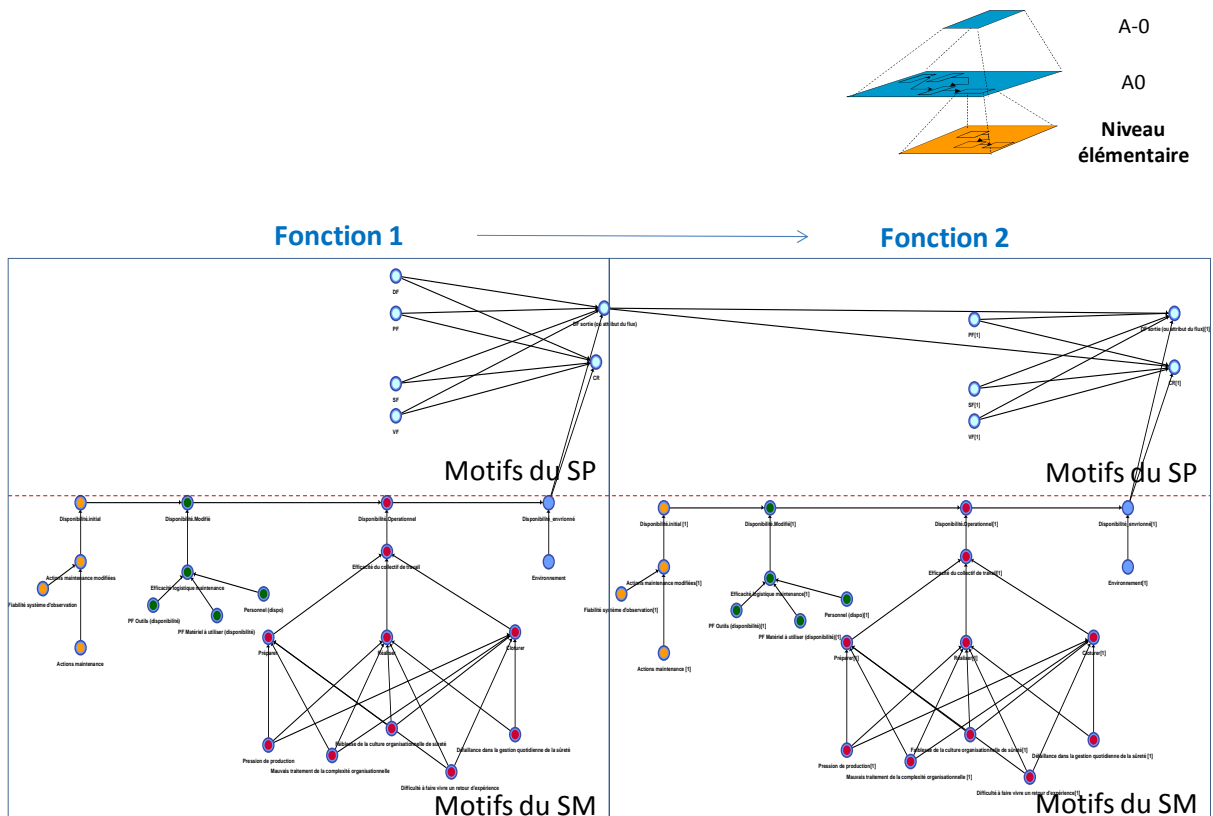 A-0
A0
Niveau
élémentaire
Fonction 1
Fonction 2
DF
PF
DF sortie (ou attribut du flux)
CR
SF
VF
Motifs du SP
PF[1]
DF sortie (ou attribut du flux)[1]
CR[1]
SF[1]
VF[1]
Motifs du SP
Disponibilité.initial
Disponibilité.Modifié
Disponibilité.Operationnel
Disponibilité_envrionné
Actions maintenance modifiées
Efficacité du collectif de travail
Efficacité logistique maintenance
Environnement
Fiabilité système d'observation
PF Outils (disponibilité)
Personnel (dispo)
PF Matériel à utiliser (disponibilité)
Actions maintenance
Préparer
Réaliser
Cloturer
Faiblesse de la culture organisationnelle de sûreté
Pression de production
Défaillance dans la gestion quotidienne de la sûreté
Mauvais traitement de la complexité organisationnelle
Difficulté à faire vivre un retour d'expérience
Motifs du SM
Disponibilité.initial [1]
Disponibilité.Modifié[1]
Disponibilité.Operationnel[1]
Disponibilité_envrionné[1]
Actions maintenance modifiées[1]
Efficacité du collectif de travail[1]
Efficacité logistique maintenance[1]
Environnement[1]
Fiabilité système d'observation[1]
PF Outils (disponibilité)[1]
Personnel (dispo)[1]
PF Matériel à utiliser (disponibilité)[1]
Actions maintenance [1]
Préparer[1]
Réaliser[1]
Cloturer[1]
Faiblesse de la culture organisationnelle de sûreté[1]
Pression de production[1]
Défaillance dans la gestion quotidienne de la sûreté [1]
Mauvais traitement de la complexité organisationnelle [1]
Difficulté à faire vivre un retour d'expérience[1]
Motifs du SM